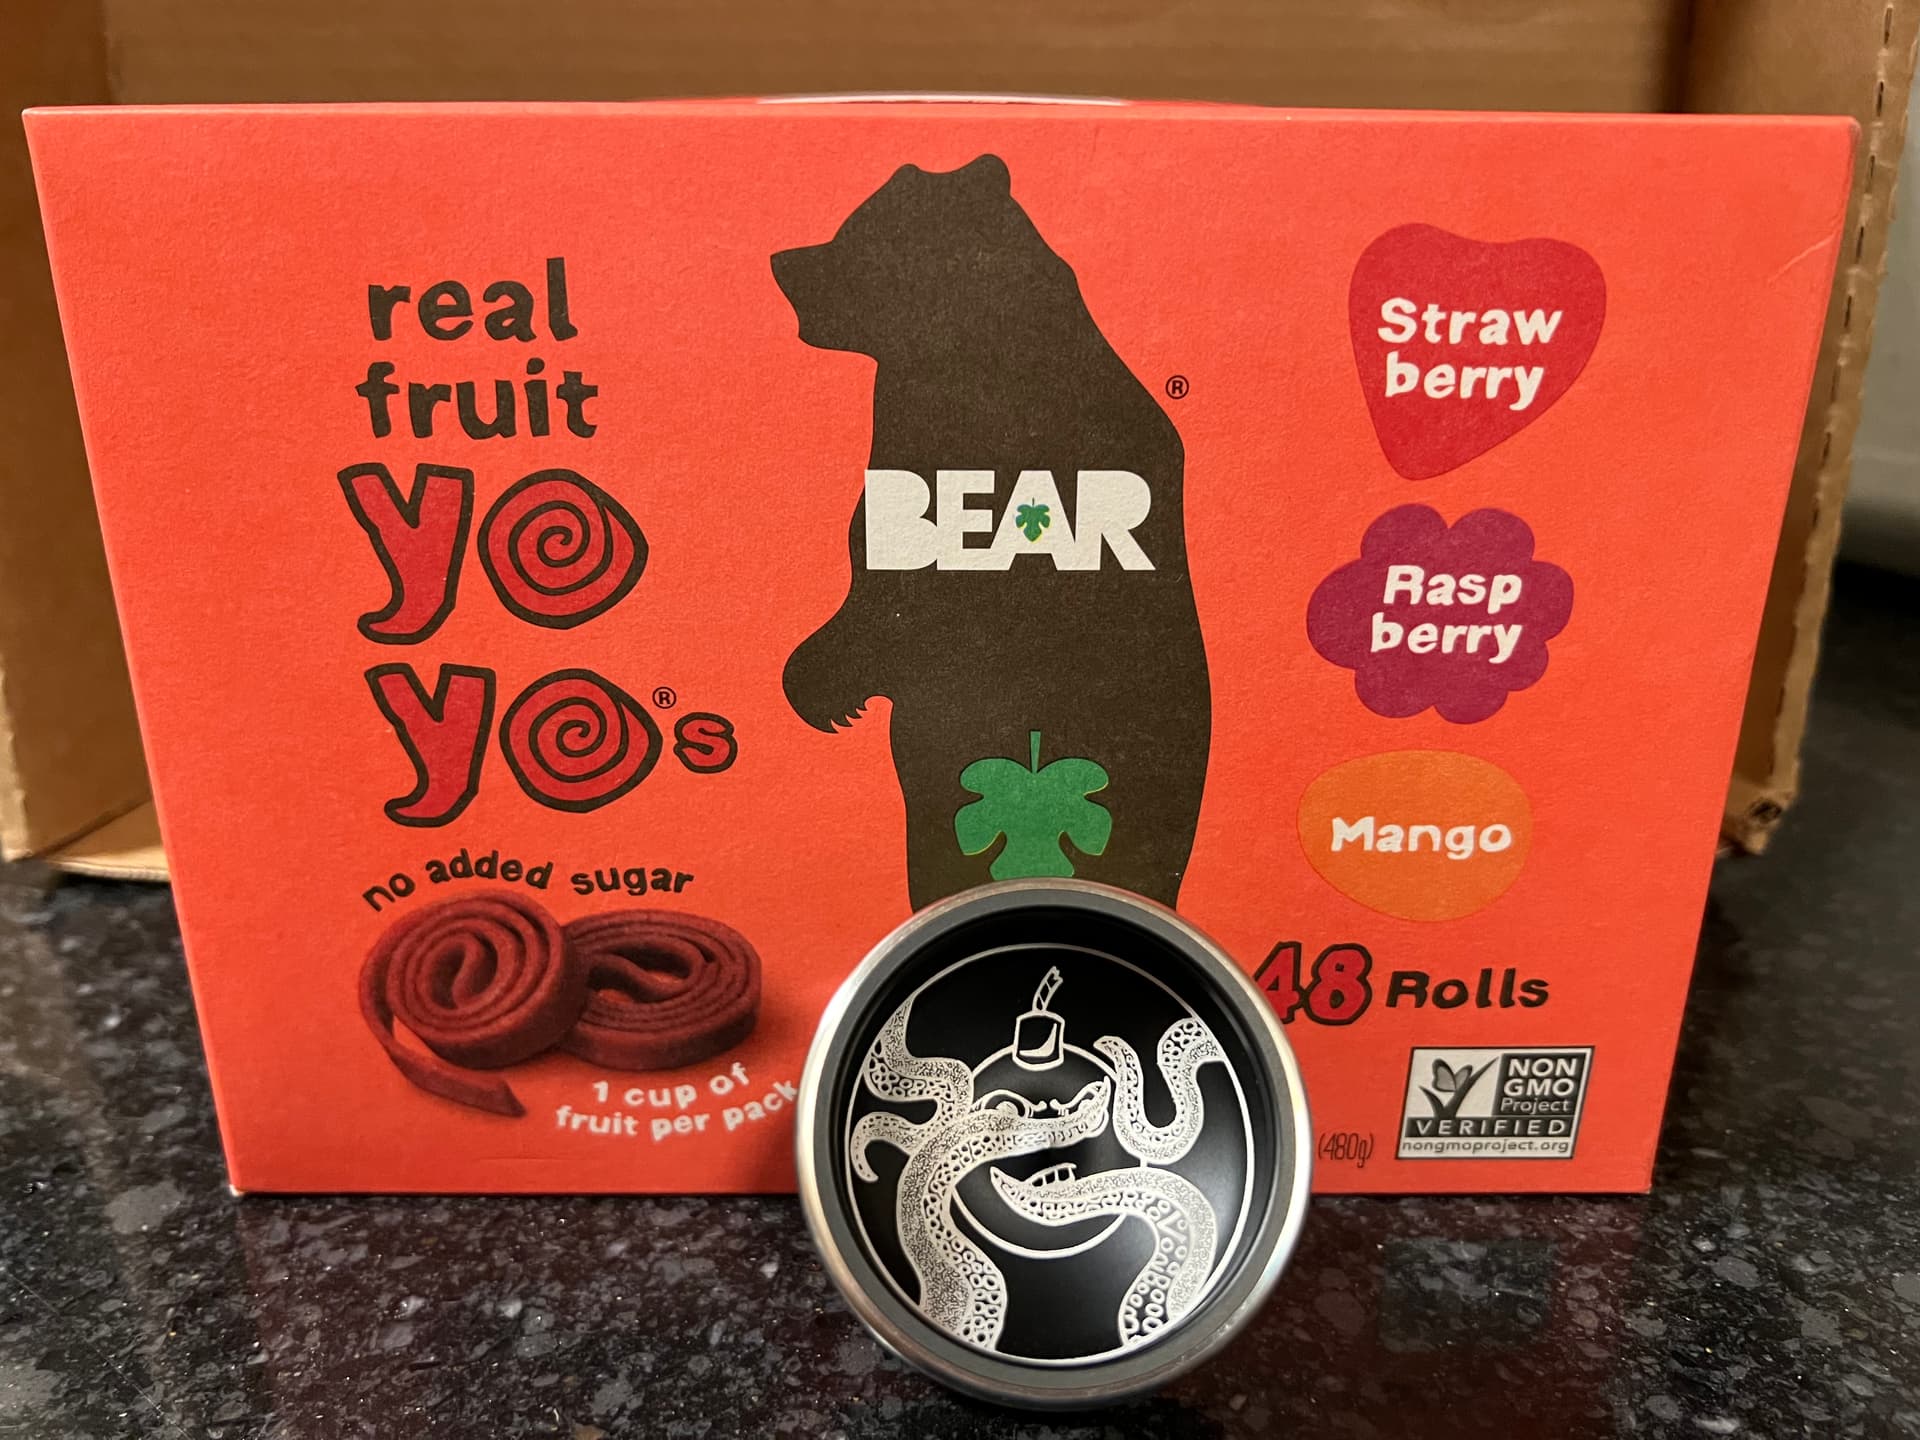 real
fruit
yo
yo's®
no added sugar
1 cup of
fruit per pack
BEAR
®
Straw
berry
Rasp
berry
Mango
48 Rolls
(480g)
NON
GMO
Project
VERIFIED
nongmoproject.org